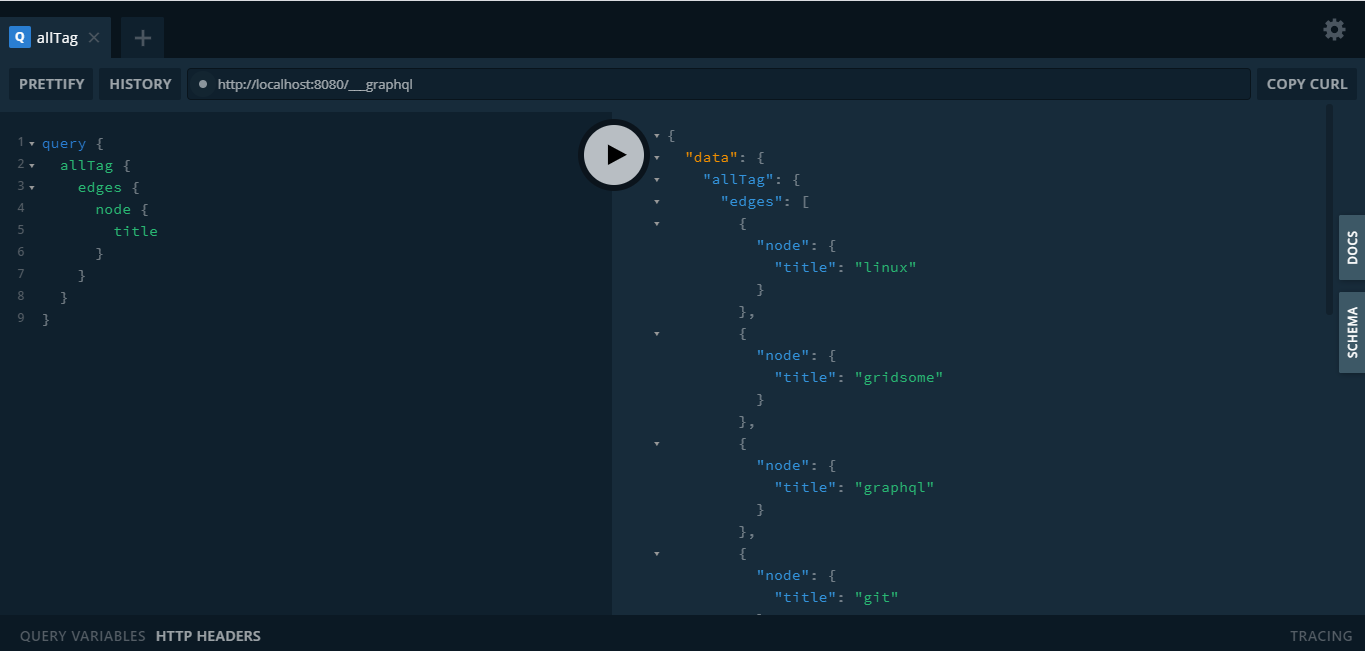 Q allTag
PRETTIFY HISTORY http://localhost:8080/___graphql COPY CURL
1 query {
2 allTag {
3 edges {
4 node {
5 title
6 }
7 }
8 }
9 }
{
"data": {
"allTag": {
"edges": [
{
"node": {
"title": "linux"
}
},
{
"node": {
"title": "gridsome"
}
},
{
"node": {
"title": "graphql"
}
},
{
"node": {
"title": "git"
DOCS
SCHEMA
QUERY VARIABLES HTTP HEADERS TRACING